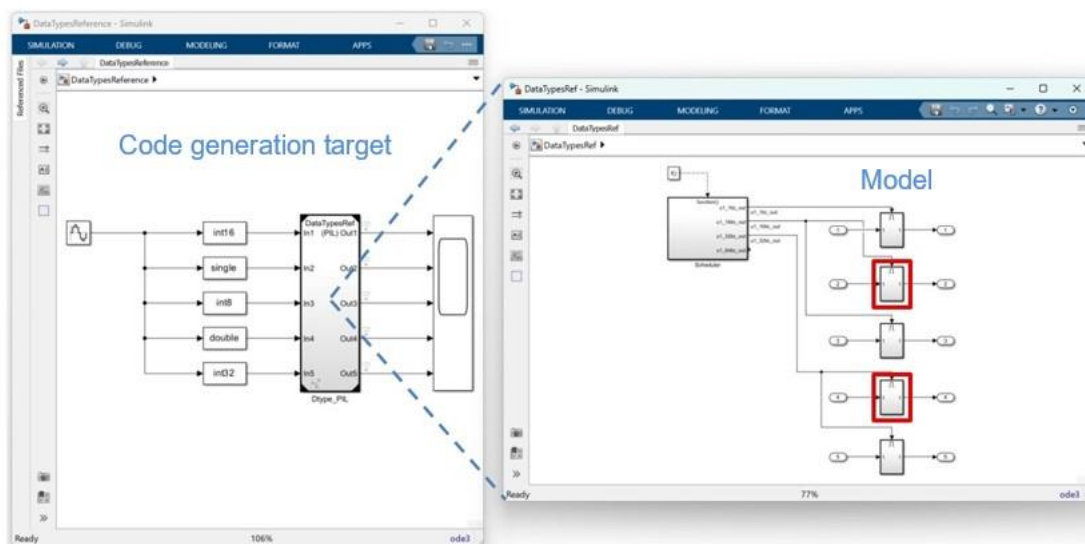 DataTypesReference - Simulink
SIMULATION DEBUG MODELING FORMAT APPS
DataTypesReference
DataTypesReference
Referenced Files
Code generation target
int16
single
int8
double
int32
DataTypesRef
(PIL)
In1 Out1
In2 Out2
In3 Out3
In4 Out4
In5 Out5
Dtype_PIL
Ready 106% ode3
DataTypesRef - Simulink
SIMULATION DEBUG MODELING FORMAT APPS
DataTypesRef
DataTypesRef
Model
Scheduler
1 1
2 2
3 3
4 4
5 5
Ready 77% ode3